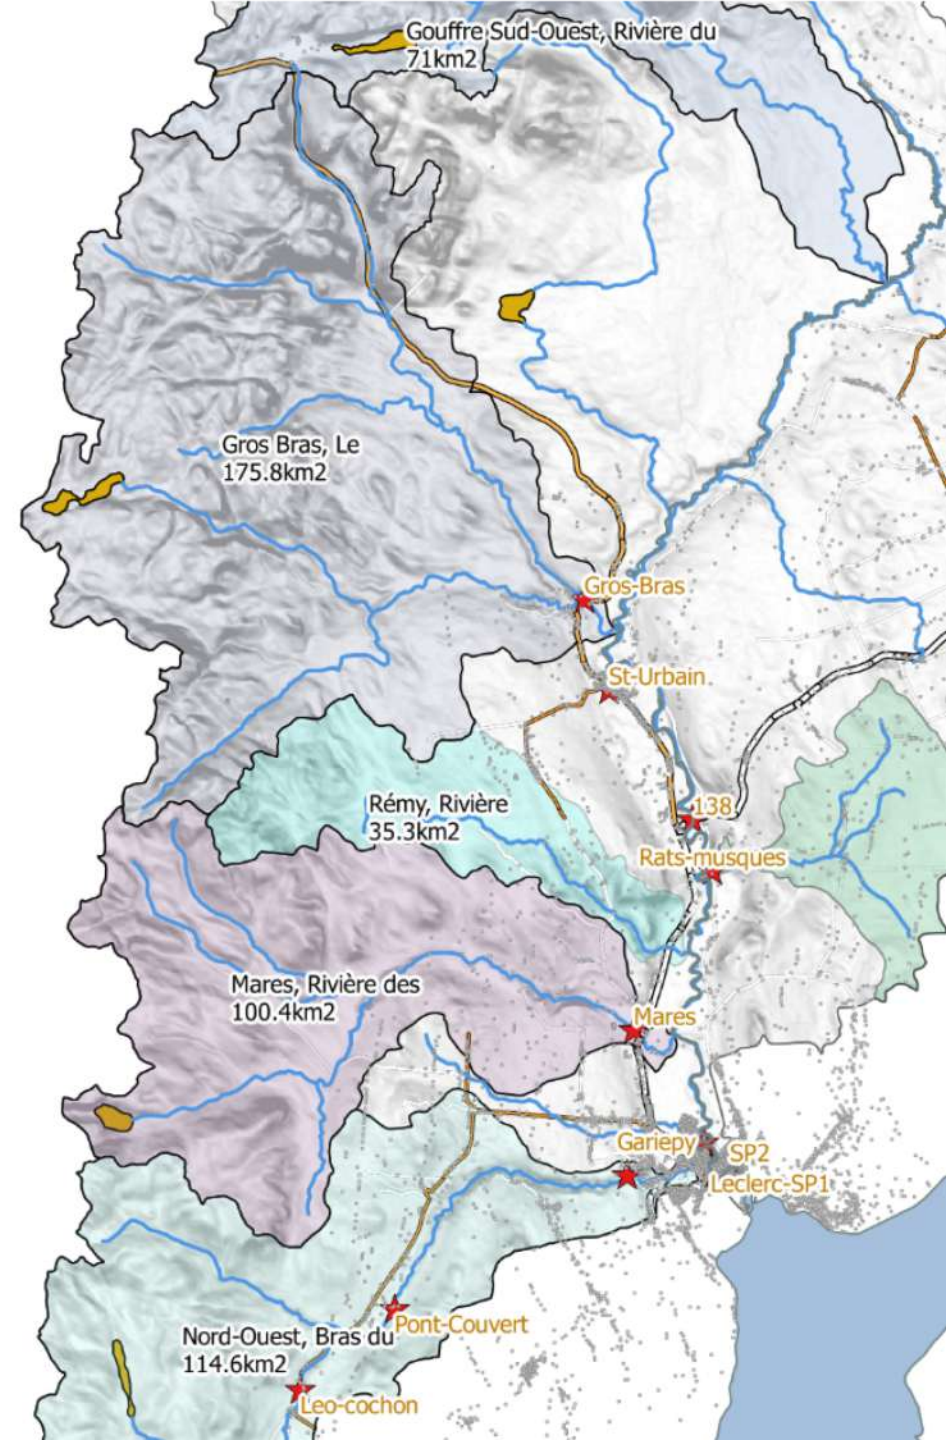 Gouffre Sud-Ouest, Rivière du
71km2
Gros Bras, Le
175.8km2
Gros-Bras
St-Urbain
Rémy, Rivière
35.3km2
138
Rats-musques
Mares, Rivière des
100.4km2
Mares
Gariepy
SP2
Leclerc-SP1
Pont-Couvert
Nord-Ouest, Bras du
114.6km2
Leo-cochon